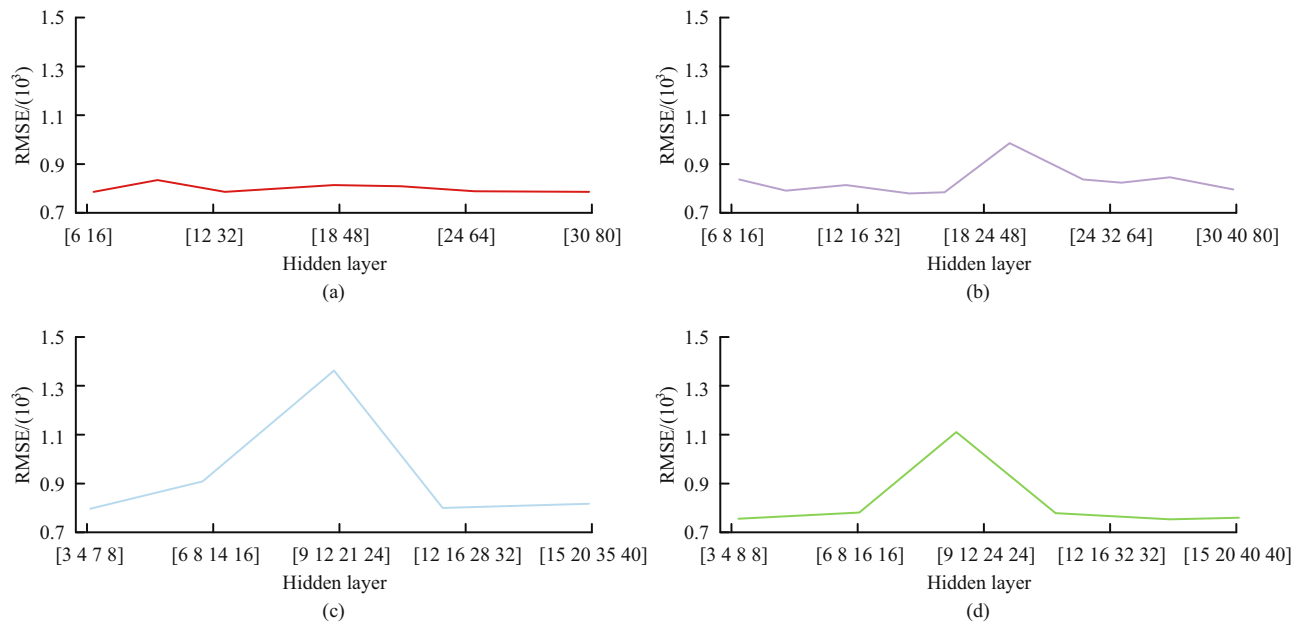 1.5
1.3
1.1
0.9
0.7
RMSE/(10³)
[6 16]
[12 32]
[18 48]
[24 64]
[30 80]
Hidden layer
(a)
1.5
1.3
1.1
0.9
0.7
RMSE/(10³)
[6 8 16]
[12 16 32]
[18 24 48]
[24 32 64]
[30 40 80]
Hidden layer
(b)
1.5
1.3
1.1
0.9
0.7
RMSE/(10³)
[3 4 7 8]
[6 8 14 16]
[9 12 21 24]
[12 16 28 32]
[15 20 35 40]
Hidden layer
(c)
1.5
1.3
1.1
0.9
0.7
RMSE/(10³)
[3 4 8 8]
[6 8 16 16]
[9 12 24 24]
[12 16 32 32]
[15 20 40 40]
Hidden layer
(d)